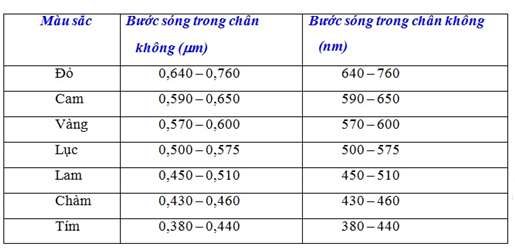 Màu sắc Bước sóng trong chân không (μm) Bước sóng trong chân không (nm)
Đỏ 0,640 – 0,760 640 – 760
Cam 0,590 – 0,650 590 – 650
Vàng 0,570 – 0,600 570 – 600
Lục 0,500 – 0,575 500 – 575
Lam 0,450 – 0,510 450 – 510
Chàm 0,430 – 0,460 430 – 460
Tím 0,380 – 0,440 380 – 440